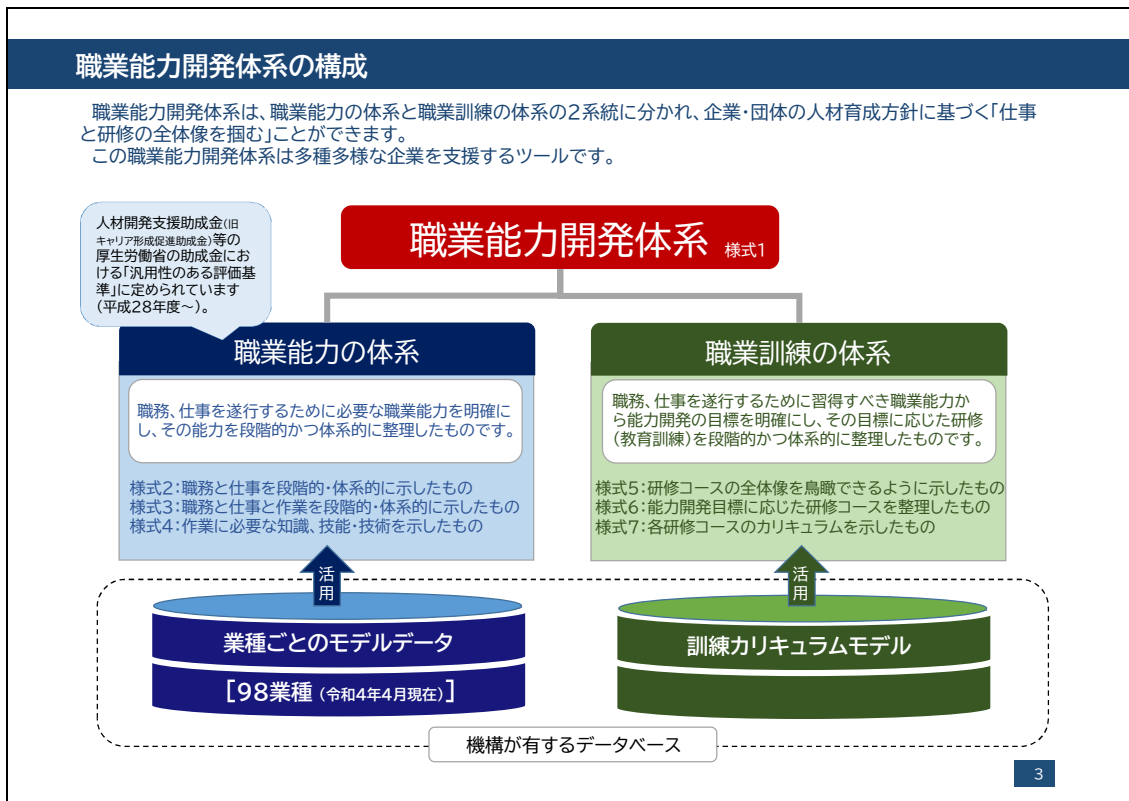 職業能力開発体系の構成
職業能力開発体系は、職業能力の体系と職業訓練の体系の2系統に分かれ、企業・団体の人材育成方針に基づく「仕事
と研修の全体像を掴む」ことができます。
この職業能力開発体系は多種多様な企業を支援するツールです。
人材開発支援助成金(旧
キャリア形成促進助成金)等の
厚生労働省の助成金にお
ける「汎用性のある評価基
準」に定められています
(平成28年度~)。
職業能力開発体系 様式1
職業能力の体系
職務、仕事を遂行するために必要な職業能力を明確に
し、その能力を段階的かつ体系的に整理したものです。
様式2:職務と仕事を段階的・体系的に示したもの
様式3:職務と仕事と作業を段階的・体系的に示したもの
様式4:作業に必要な知識、技能・技術を示したもの
職業訓練の体系
職務、仕事を遂行するために習得すべき職業能力か
ら能力開発の目標を明確にし、その目標に応じた研修
(教育訓練)を段階的かつ体系的に整理したものです。
様式5:研修コースの全体像を鳥瞰できるように示したもの
様式6:能力開発目標に応じた研修コースを整理したもの
様式7:各研修コースのカリキュラムを示したもの
活
用
業種ごとのモデルデータ
[98業種 (令和4年4月現在)]
活
用
訓練カリキュラムモデル
機構が有するデータベース
3